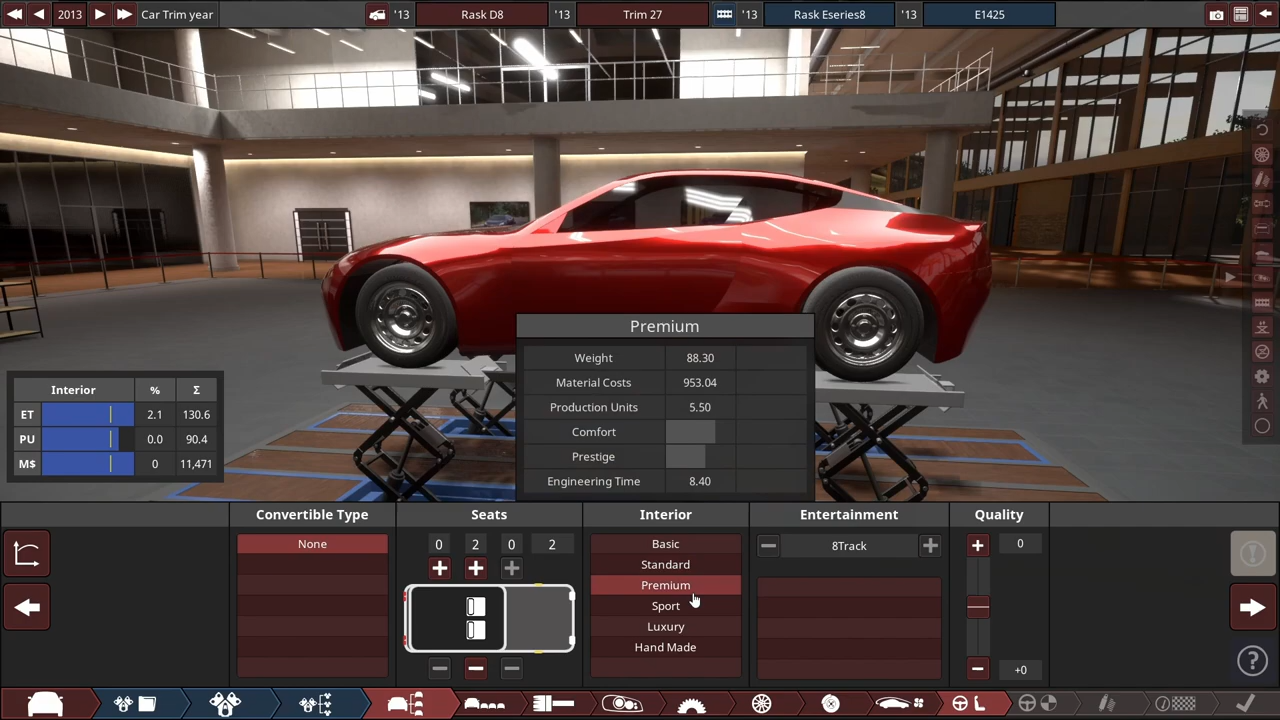 2013 Car Trim year '13 Rask D8 '13 Trim 27 '13 Rask Eseries8 '13 E1425
Premium
Weight 88.30
Material Costs 953.04
Production Units 5.50
Comfort
Prestige
Engineering Time 8.40
Interior % Σ
ET 2.1 130.6
PU 0.0 90.4
M$ 0 11,471
Convertible Type
None
Seats
0 2 0 2
Interior
Basic
Standard
Premium
Sport
Luxury
Hand Made
Entertainment
8Track
Quality
0
+0